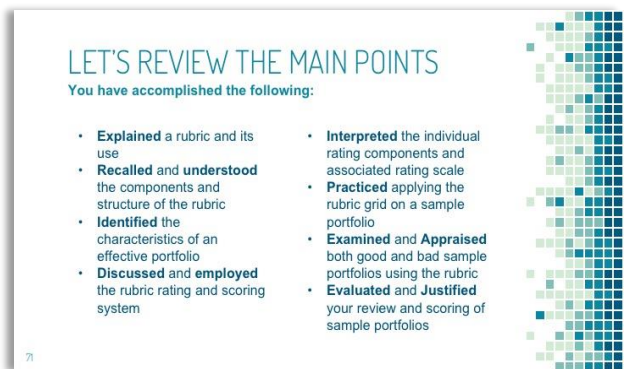 LET'S REVIEW THE MAIN POINTS
You have accomplished the following:
• Explained a rubric and its
use
• Recalled and understood
the components and
structure of the rubric
• Identified the
characteristics of an
effective portfolio
• Discussed and employed
the rubric rating and scoring
system
• Interpreted the individual
rating components and
associated rating scale
• Practiced applying the
rubric grid on a sample
portfolio
• Examined and Appraised
both good and bad sample
portfolios using the rubric
• Evaluated and Justified
your review and scoring of
sample portfolios
71